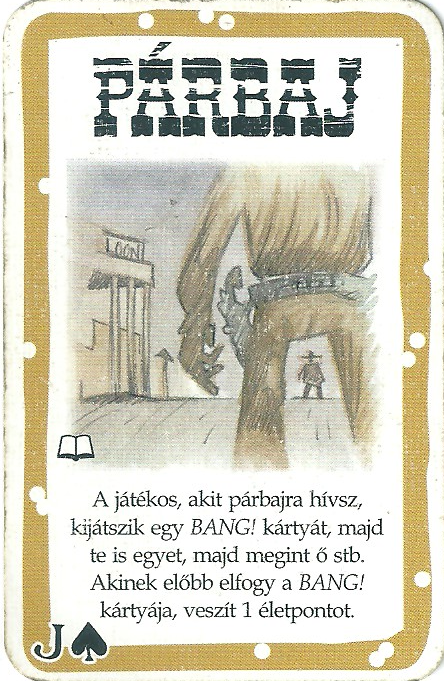 PÁRBAJ
LOON
A játékos, akit párbajra hívsz,
kijátszik egy BANG! kártyát, majd
te is egyet, majd megint ő stb.
Akinek előbb elfogy a BANG!
kártyája, veszít 1 életpontot.
J